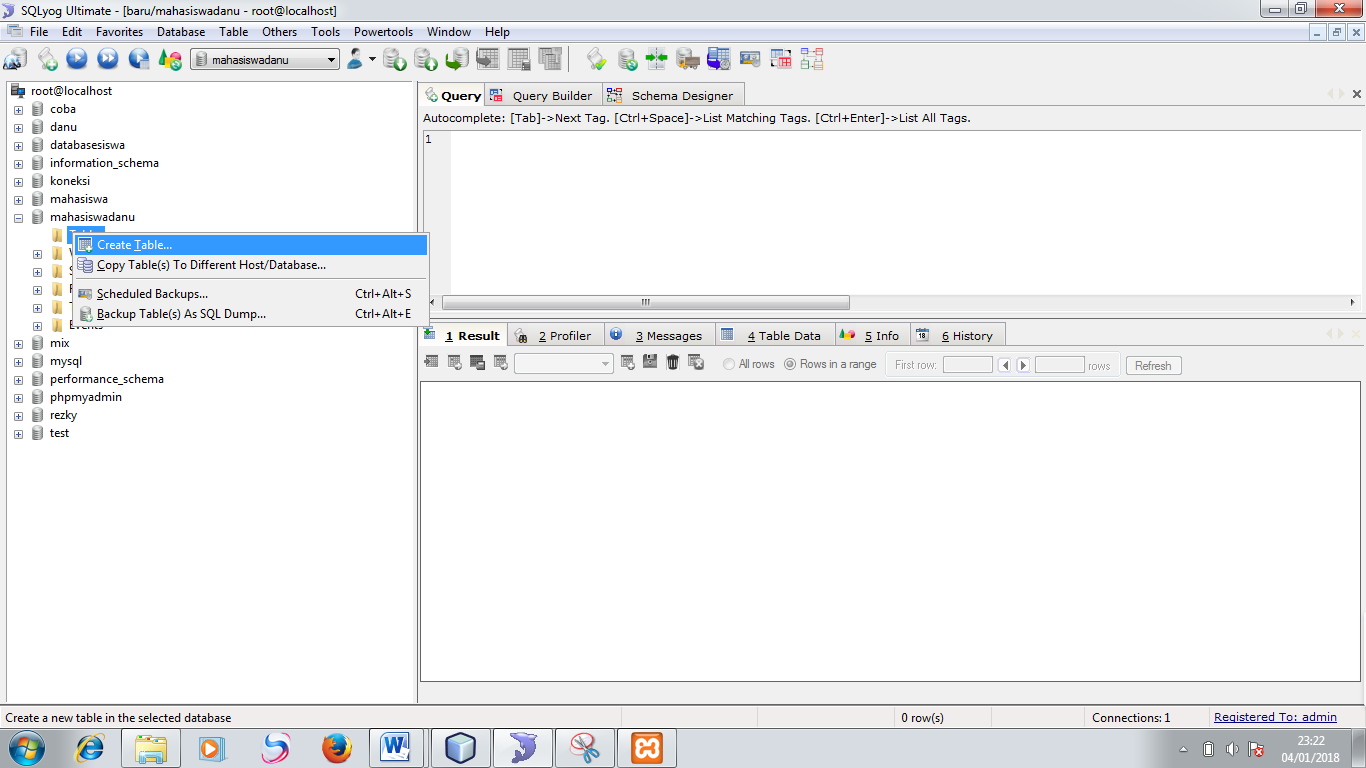 SQLyog Ultimate - [baru/mahasiswadanu - root@localhost]
File Edit Favorites Database Table Others Tools Powertools Window Help
mahasiswadanu
root@localhost
coba
danu
databasesiswa
information_schema
koneksi
mahasiswa
mahasiswadanu
Create Table...
Copy Table(s) To Different Host/Database...
Scheduled Backups... Ctrl+Alt+S
Backup Table(s) As SQL Dump... Ctrl+Alt+E
Events
mix
mysql
performance_schema
phpmyadmin
rezky
test
Query Query Builder Schema Designer
Autocomplete: [Tab]->Next Tag. [Ctrl+Space]->List Matching Tags. [Ctrl+Enter]->List All Tags.
1
1 Result 2 Profiler 3 Messages 4 Table Data 5 Info 6 History
All rows Rows in a range First row: rows Refresh
Create a new table in the selected database 0 row(s) Connections: 1 Registered To: admin
23:22
04/01/2018